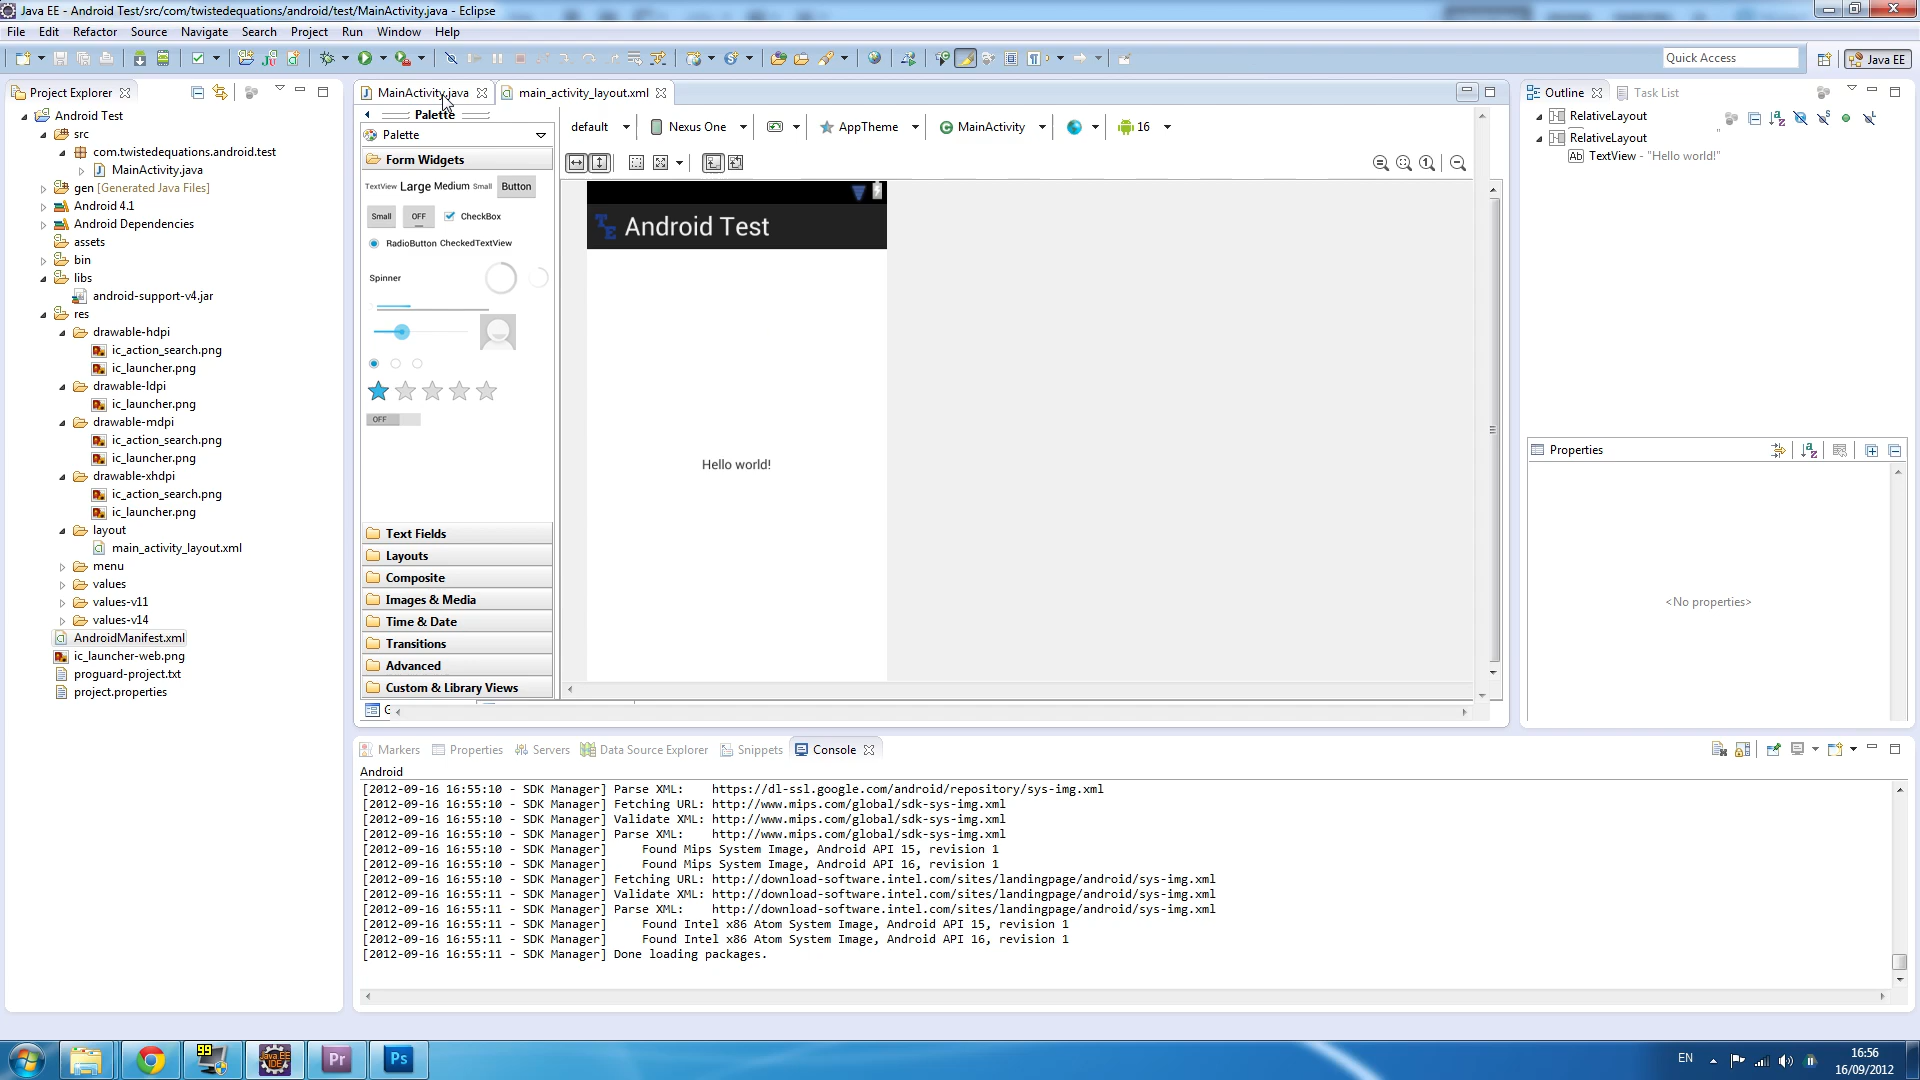 Java EE - Android Test/src/com/twistedequations/android/test/MainActivity.java - Eclipse
File Edit Refactor Source Navigate Search Project Run Window Help
Quick Access
Java EE
Project Explorer
Android Test
src
com.twistedequations.android.test
MainActivity.java
gen [Generated Java Files]
Android 4.1
Android Dependencies
assets
bin
libs
android-support-v4.jar
res
drawable-hdpi
ic_action_search.png
ic_launcher.png
drawable-ldpi
ic_launcher.png
drawable-mdpi
ic_action_search.png
ic_launcher.png
drawable-xhdpi
ic_action_search.png
ic_launcher.png
layout
main_activity_layout.xml
menu
values
values-v11
values-v14
AndroidManifest.xml
ic_launcher-web.png
proguard-project.txt
project.properties
MainActivity.java main_activity_layout.xml
Palette
Palette
Form Widgets
TextView Large Medium Small Button
Small OFF CheckBox
RadioButton CheckedTextView
Spinner
OFF
Text Fields
Layouts
Composite
Images & Media
Time & Date
Transitions
Advanced
Custom & Library Views
default Nexus One AppTheme MainActivity 16
Android Test
Hello world!
Outline Task List
RelativeLayout
RelativeLayout
Ab TextView - "Hello world!"
Properties
<No properties>
Markers Properties Servers Data Source Explorer Snippets Console
Android
[2012-09-16 16:55:10 - SDK Manager] Parse XML: https://dl-ssl.google.com/android/repository/sys-img.xml
[2012-09-16 16:55:10 - SDK Manager] Fetching URL: http://www.mips.com/global/sdk-sys-img.xml
[2012-09-16 16:55:10 - SDK Manager] Validate XML: http://www.mips.com/global/sdk-sys-img.xml
[2012-09-16 16:55:10 - SDK Manager] Parse XML: http://www.mips.com/global/sdk-sys-img.xml
[2012-09-16 16:55:10 - SDK Manager] Found Mips System Image, Android API 15, revision 1
[2012-09-16 16:55:10 - SDK Manager] Found Mips System Image, Android API 16, revision 1
[2012-09-16 16:55:10 - SDK Manager] Fetching URL: http://download-software.intel.com/sites/landingpage/android/sys-img.xml
[2012-09-16 16:55:11 - SDK Manager] Validate XML: http://download-software.intel.com/sites/landingpage/android/sys-img.xml
[2012-09-16 16:55:11 - SDK Manager] Parse XML: http://download-software.intel.com/sites/landingpage/android/sys-img.xml
[2012-09-16 16:55:11 - SDK Manager] Found Intel x86 Atom System Image, Android API 15, revision 1
[2012-09-16 16:55:11 - SDK Manager] Found Intel x86 Atom System Image, Android API 16, revision 1
[2012-09-16 16:55:11 - SDK Manager] Done loading packages.
99 Java EE IDE Pr Ps
EN
16:56
16/09/2012